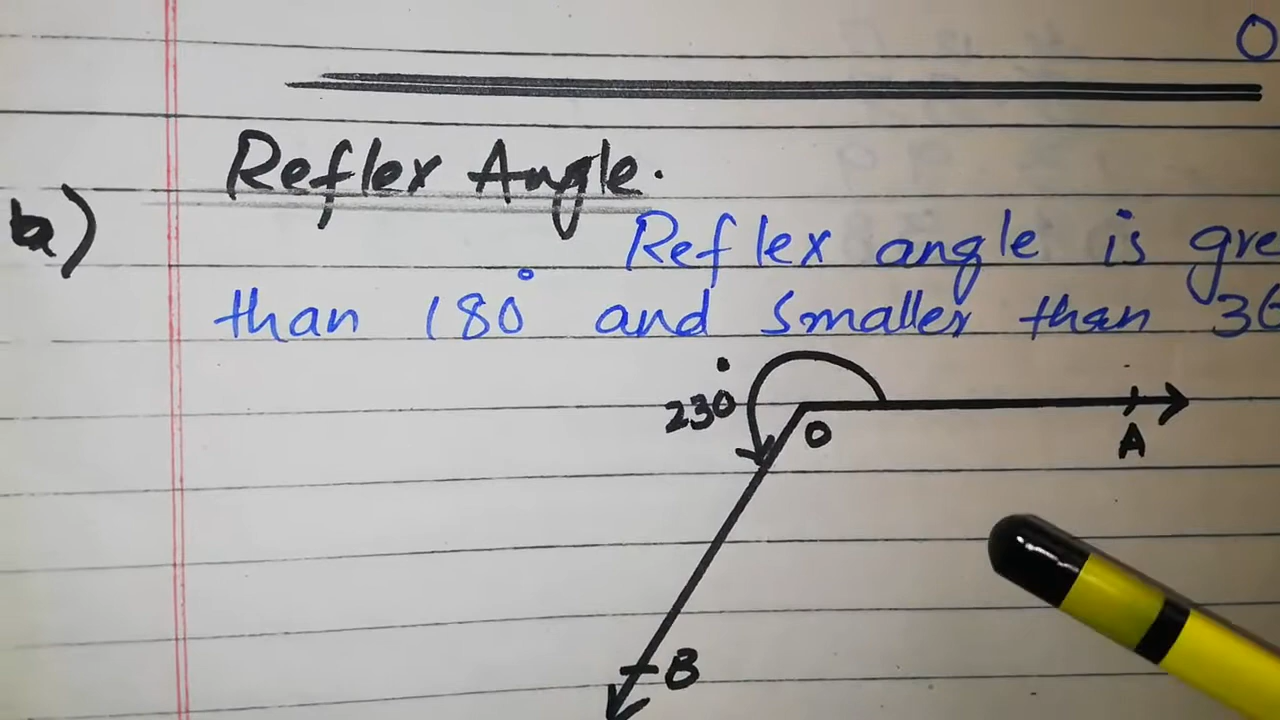 O
Reflex Angle.
a)
Reflex angle is gre
than 180° and smaller than 36
230°
O
A
B